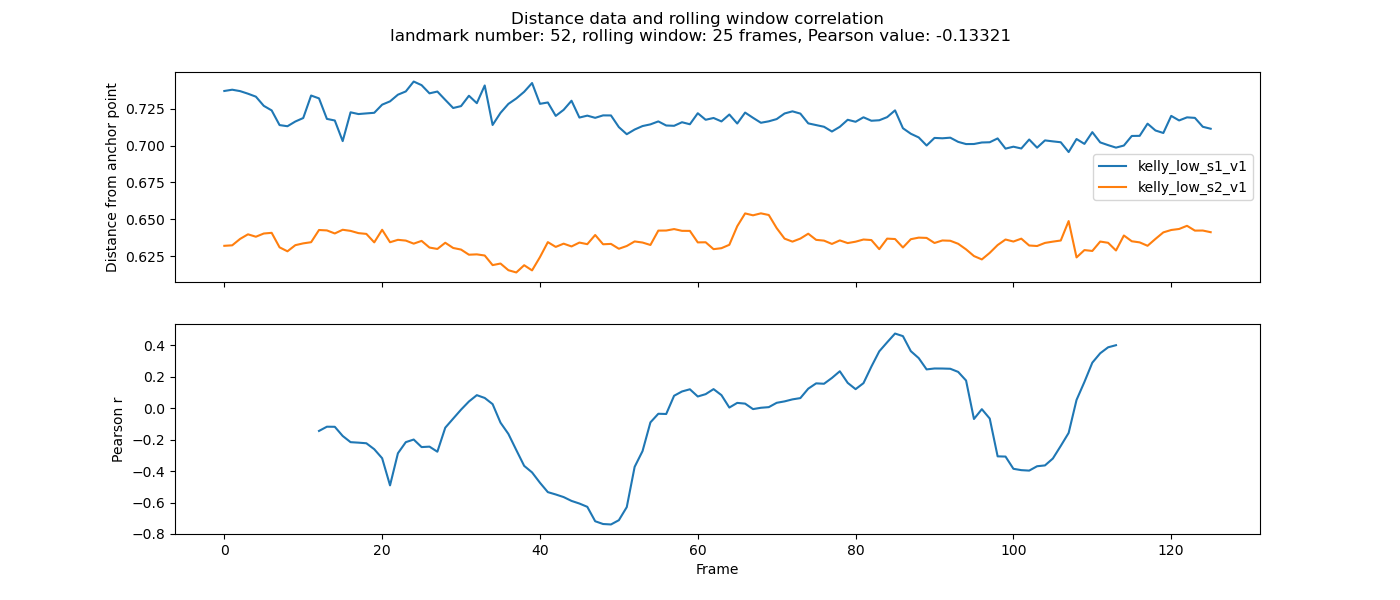 Distance data and rolling window correlation
landmark number: 52, rolling window: 25 frames, Pearson value: -0.13321
Distance from anchor point
0.725
0.700
0.675
0.650
0.625
kelly_low_s1_v1
kelly_low_s2_v1
Pearson r
0.4
0.2
0.0
−0.2
−0.4
−0.6
−0.8
0 20 40 60 80 100 120
Frame